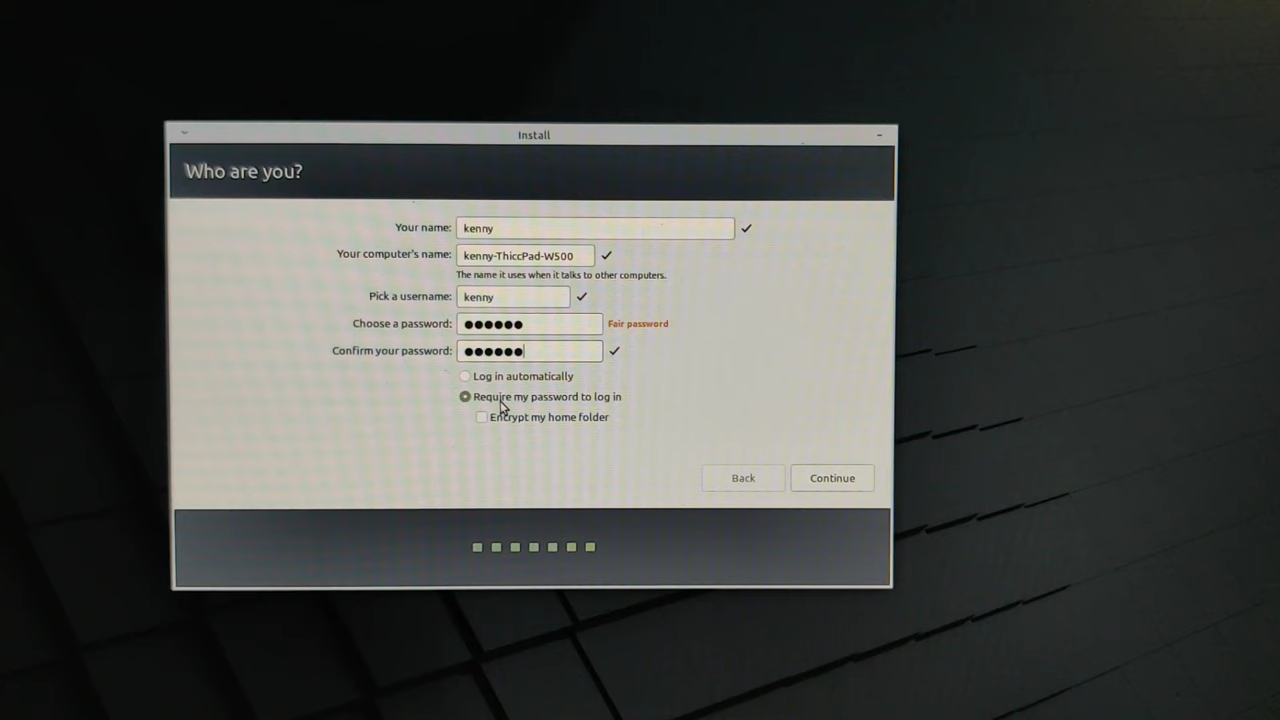 Install
Who are you?
Your name: kenny
Your computer's name: kenny-ThiccPad-W500
The name it uses when it talks to other computers.
Pick a username: kenny
Choose a password: ●●●●●● Fair password
Confirm your password: ●●●●●●
Log in automatically
Require my password to log in
Encrypt my home folder
Back Continue